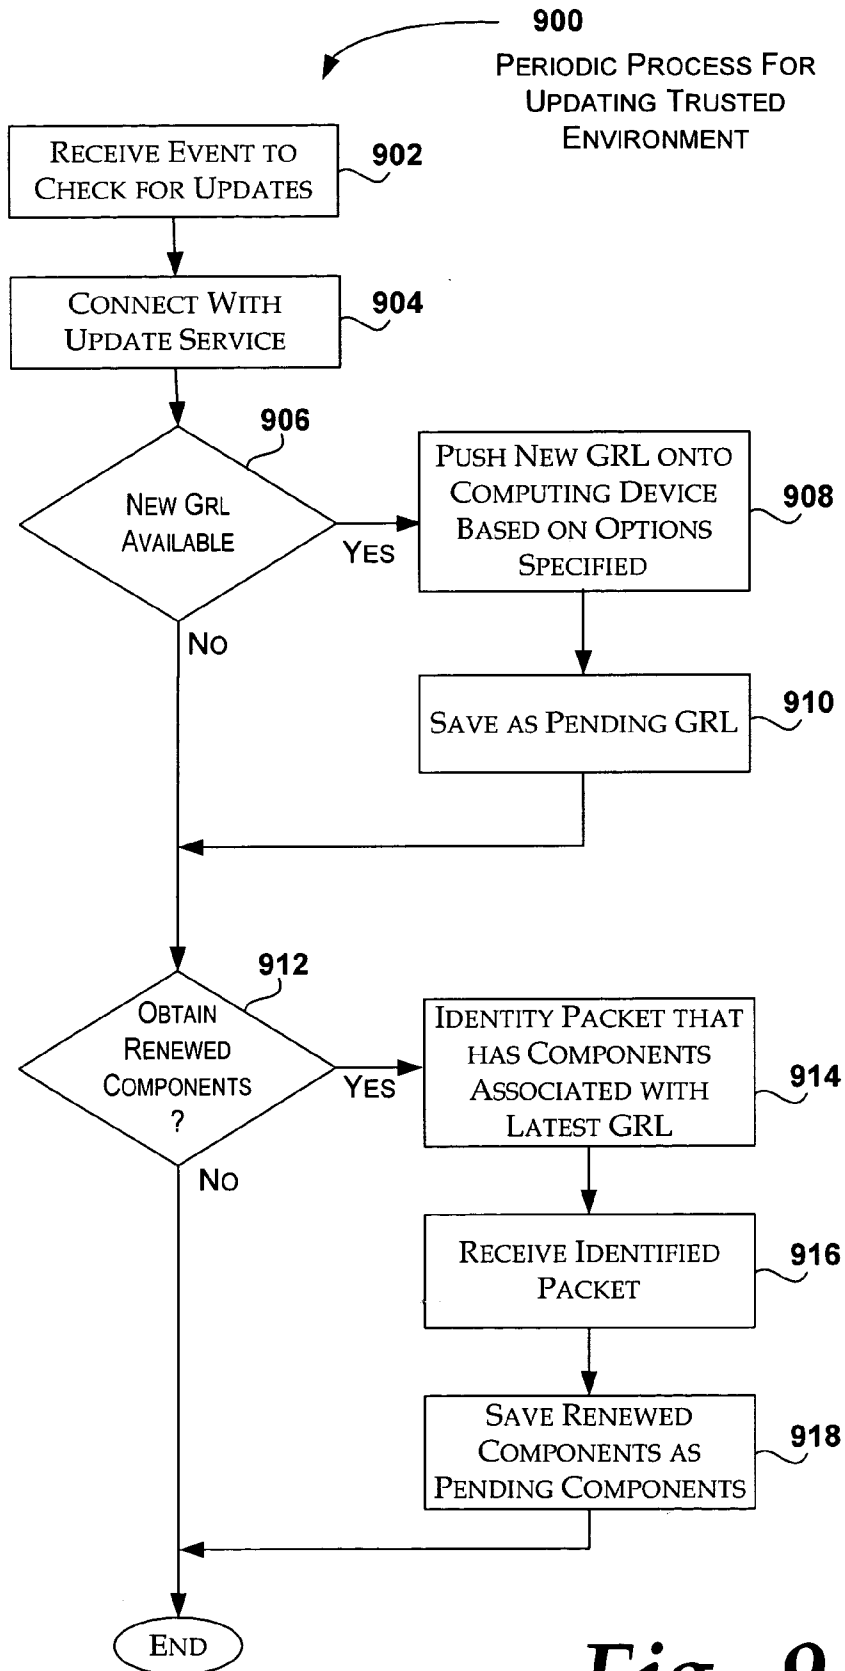 900
PERIODIC PROCESS FOR
UPDATING TRUSTED
ENVIRONMENT
RECEIVE EVENT TO
CHECK FOR UPDATES
902
CONNECT WITH
UPDATE SERVICE
904
906
NEW GRL
AVAILABLE
YES
NO
PUSH NEW GRL ONTO
COMPUTING DEVICE
BASED ON OPTIONS
SPECIFIED
908
SAVE AS PENDING GRL
910
912
OBTAIN
RENEWED
COMPONENTS
?
YES
NO
IDENTITY PACKET THAT
HAS COMPONENTS
ASSOCIATED WITH
LATEST GRL
914
RECEIVE IDENTIFIED
PACKET
916
SAVE RENEWED
COMPONENTS AS
PENDING COMPONENTS
918
END
Fig. 9